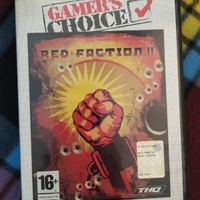 GAMER'S
CHOICE
RED FACTION II
16+
THQ